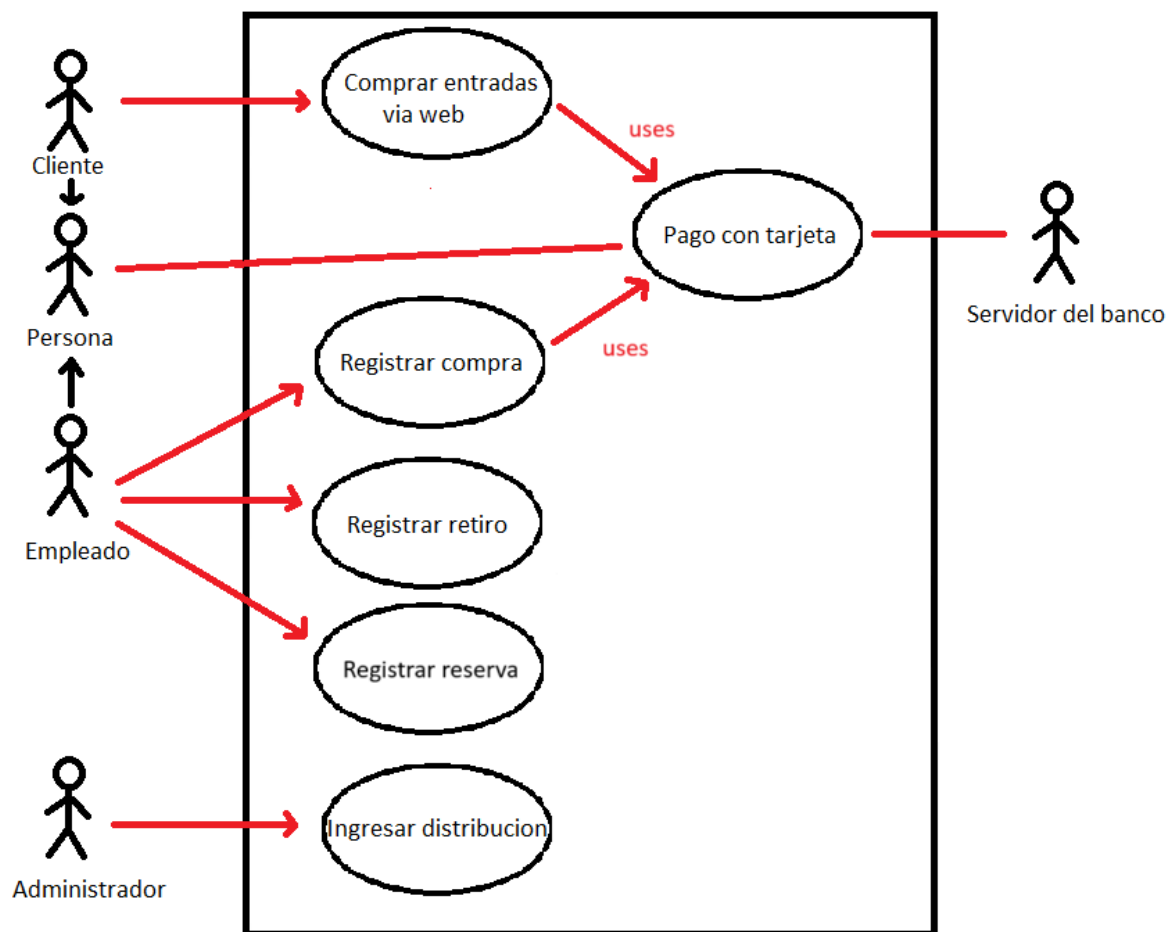 Comprar entradas
via web
uses
Cliente
Pago con tarjeta
Servidor del banco
Persona
uses
Registrar compra
Registrar retiro
Empleado
Registrar reserva
Ingresar distribucion
Administrador